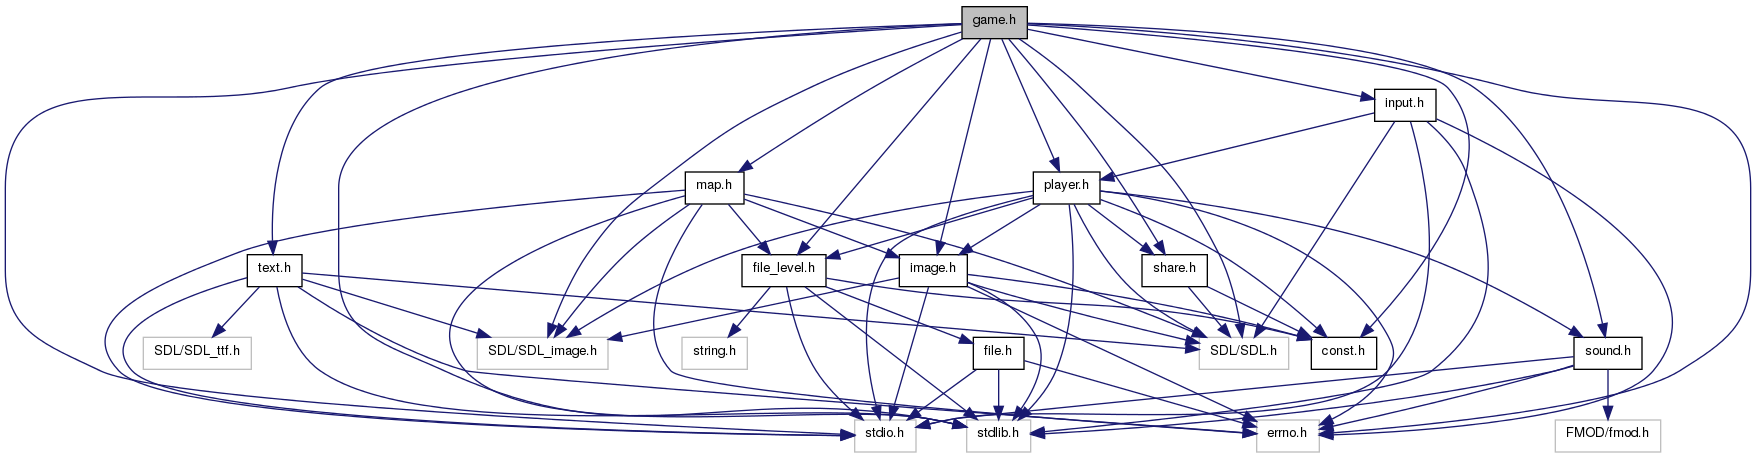 game.h
input.h
map.h
player.h
text.h
file_level.h
image.h
share.h
SDL/SDL_ttf.h
SDL/SDL_image.h
string.h
file.h
SDL/SDL.h
const.h
sound.h
stdio.h
stdlib.h
errno.h
FMOD/fmod.h